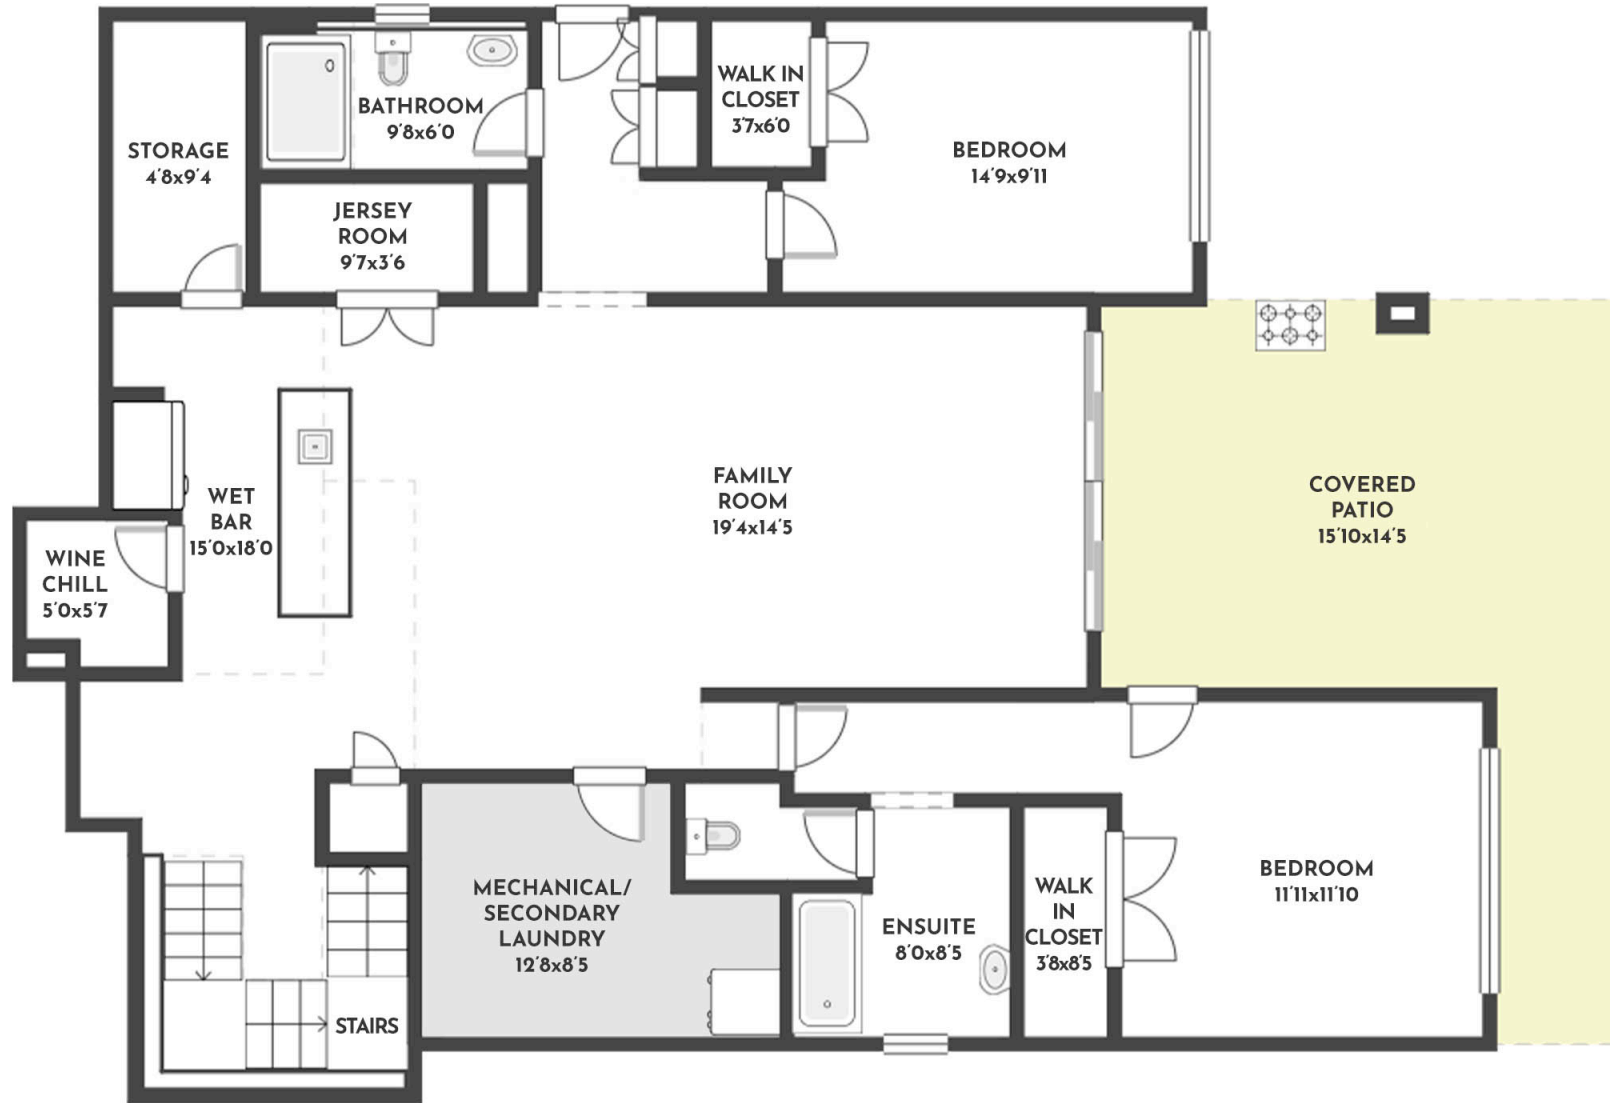 STORAGE
4'8x9'4
BATHROOM
9'8x6'0
JERSEY
ROOM
9'7x3'6
WALK IN
CLOSET
3'7x6'0
BEDROOM
14'9x9'11
WET
BAR
15'0x18'0
WINE
CHILL
5'0x5'7
FAMILY
ROOM
19'4x14'5
COVERED
PATIO
15'10x14'5
MECHANICAL/
SECONDARY
LAUNDRY
12'8x8'5
STAIRS
ENSUITE
8'0x8'5
WALK
IN
CLOSET
3'8x8'5
BEDROOM
11'11x11'10